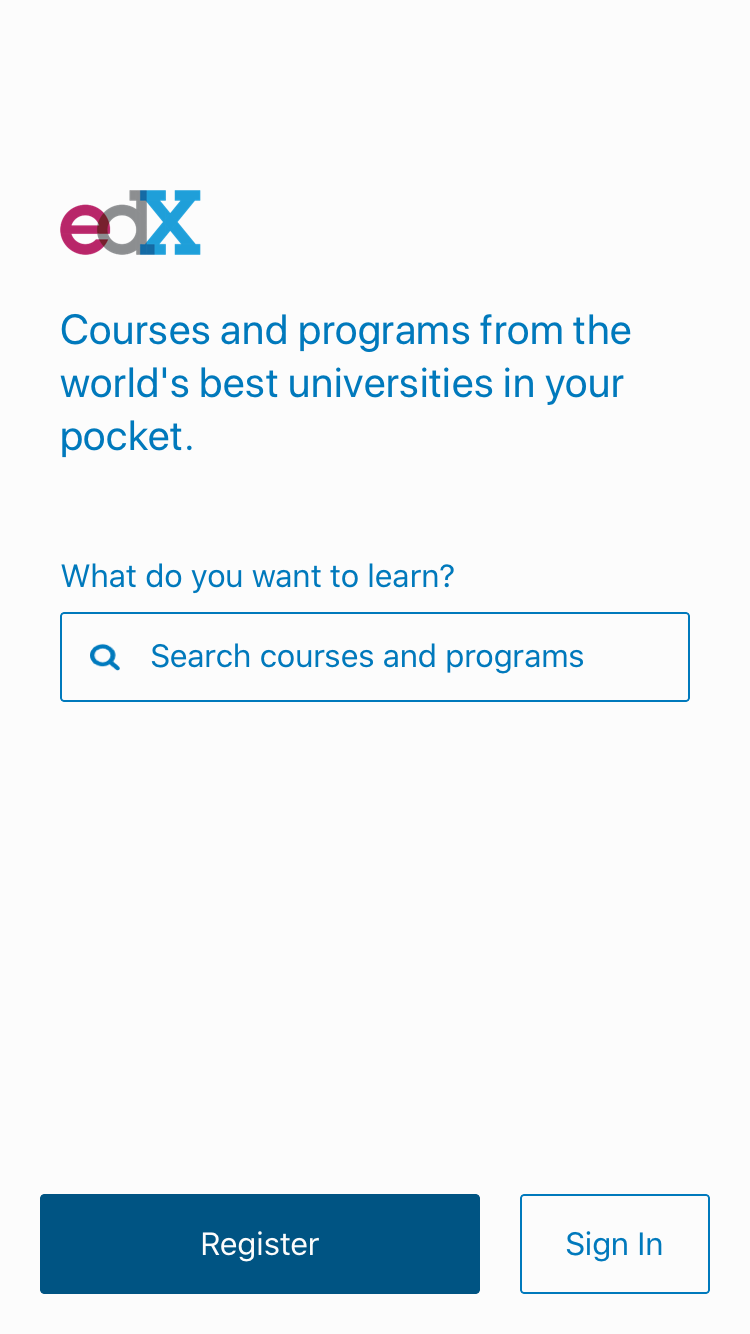 edX
Courses and programs from the
world's best universities in your
pocket.
What do you want to learn?
Search courses and programs
Register
Sign In